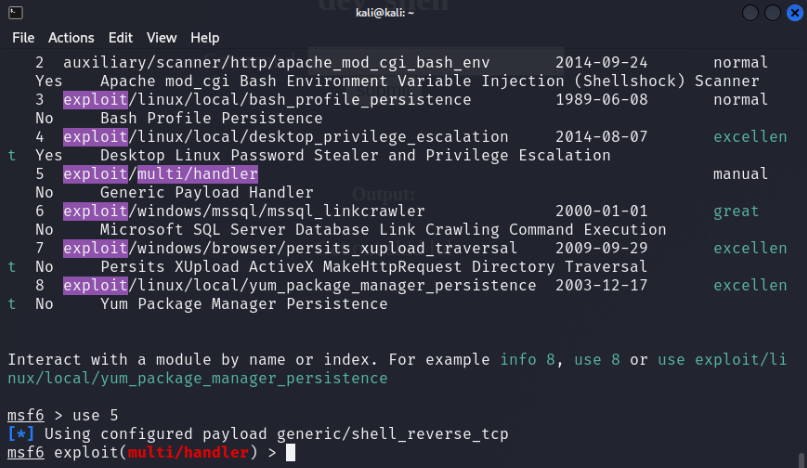 dev_shell
kali@kali: ~
File Actions Edit View Help
2 auxiliary/scanner/http/apache_mod_cgi_bash_env 2014-09-24 normal
Yes Apache mod_cgi Bash Environment Variable Injection (Shellshock) Scanner
3 exploit/linux/local/bash_profile_persistence 1989-06-08 normal
No Bash Profile Persistence
4 exploit/linux/local/desktop_privilege_escalation 2014-08-07 excellen
t Yes Desktop Linux Password Stealer and Privilege Escalation
5 exploit/multi/handler manual
No Generic Payload Handler
Output:
6 exploit/windows/mssql/mssql_linkcrawler 2000-01-01 great
No Microsoft SQL Server Database Link Crawling Command Execution
7 exploit/windows/browser/persits_xupload_traversal 2009-09-29 excellen
t No Persits XUpload ActiveX MakeHttpRequest Directory Traversal
8 exploit/linux/local/yum_package_manager_persistence 2003-12-17 excellen
t No Yum Package Manager Persistence
Interact with a module by name or index. For example info 8, use 8 or use exploit/li
nux/local/yum_package_manager_persistence
msf6 > use 5
[*] Using configured payload generic/shell_reverse_tcp
msf6 exploit(multi/handler) >